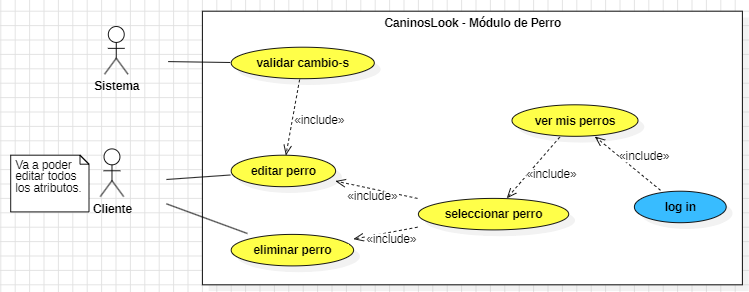 CaninosLook - Módulo de Perro
Sistema
validar cambio-s
«include»
ver mis perros
«include»
«include»
log in
Va a poder
editar todos
los atributos.
Cliente
editar perro
«include»
seleccionar perro
«include»
eliminar perro